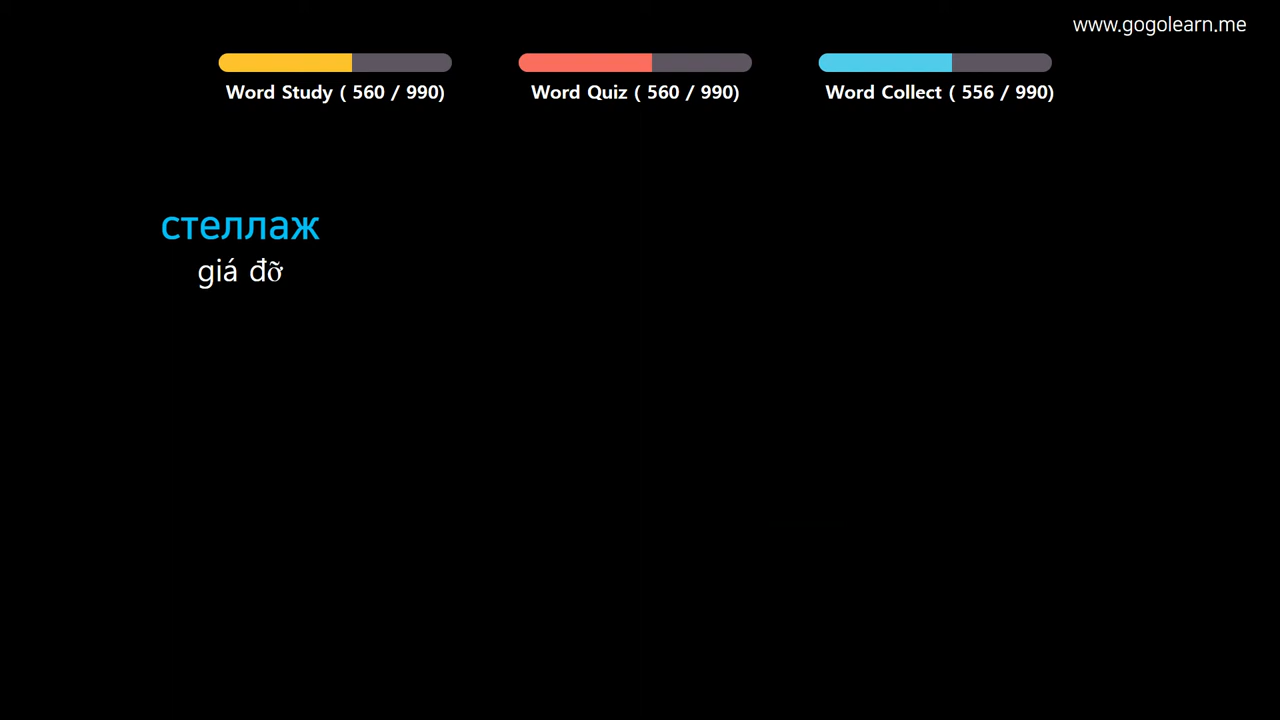 www.gogolearn.me
Word Study ( 560 / 990)
Word Quiz ( 560 / 990)
Word Collect ( 556 / 990)
стеллаж
giá đỡ